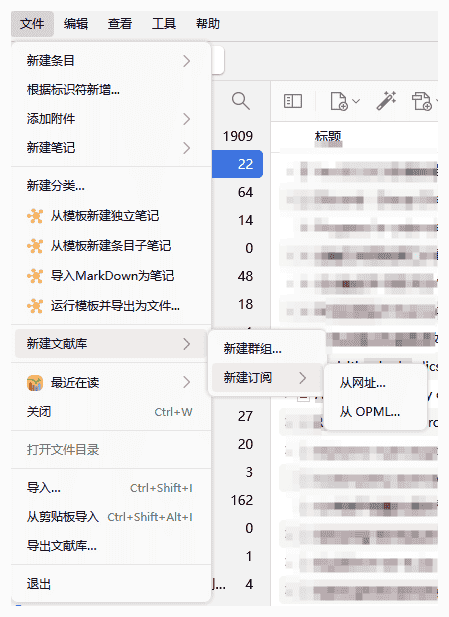 文件 编辑 查看 工具 帮助
新建条目
根据标识符新增...
添加附件
新建笔记
新建分类...
从模板新建独立笔记
从模板新建条目子笔记
导入MarkDown为笔记
运行模板并导出为文件...
新建文献库
最近在读
关闭 Ctrl+W
打开文件目录
导入... Ctrl+Shift+I
从剪贴板导入 Ctrl+Shift+Alt+I
导出文献库...
退出
新建群组...
新建订阅
从网址...
从 OPML...
1909
22
64
14
0
48
18
27
20
3
162
0
1
4
标题